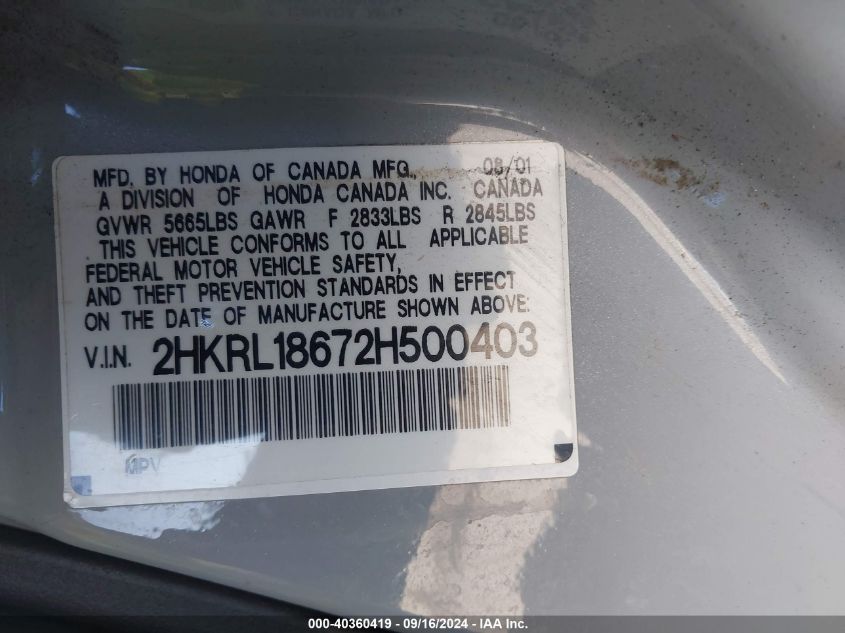 MFD. BY HONDA OF CANADA MFG., 08/01
A DIVISION OF HONDA CANADA INC. CANADA
GVWR 5665LBS GAWR F 2833LBS R 2845LBS
THIS VEHICLE CONFORMS TO ALL APPLICABLE
FEDERAL MOTOR VEHICLE SAFETY,
AND THEFT PREVENTION STANDARDS IN EFFECT
ON THE DATE OF MANUFACTURE SHOWN ABOVE:
V.I.N. 2HKRL18672H500403
MPV
000-40360419 - 09/16/2024 - IAA Inc.